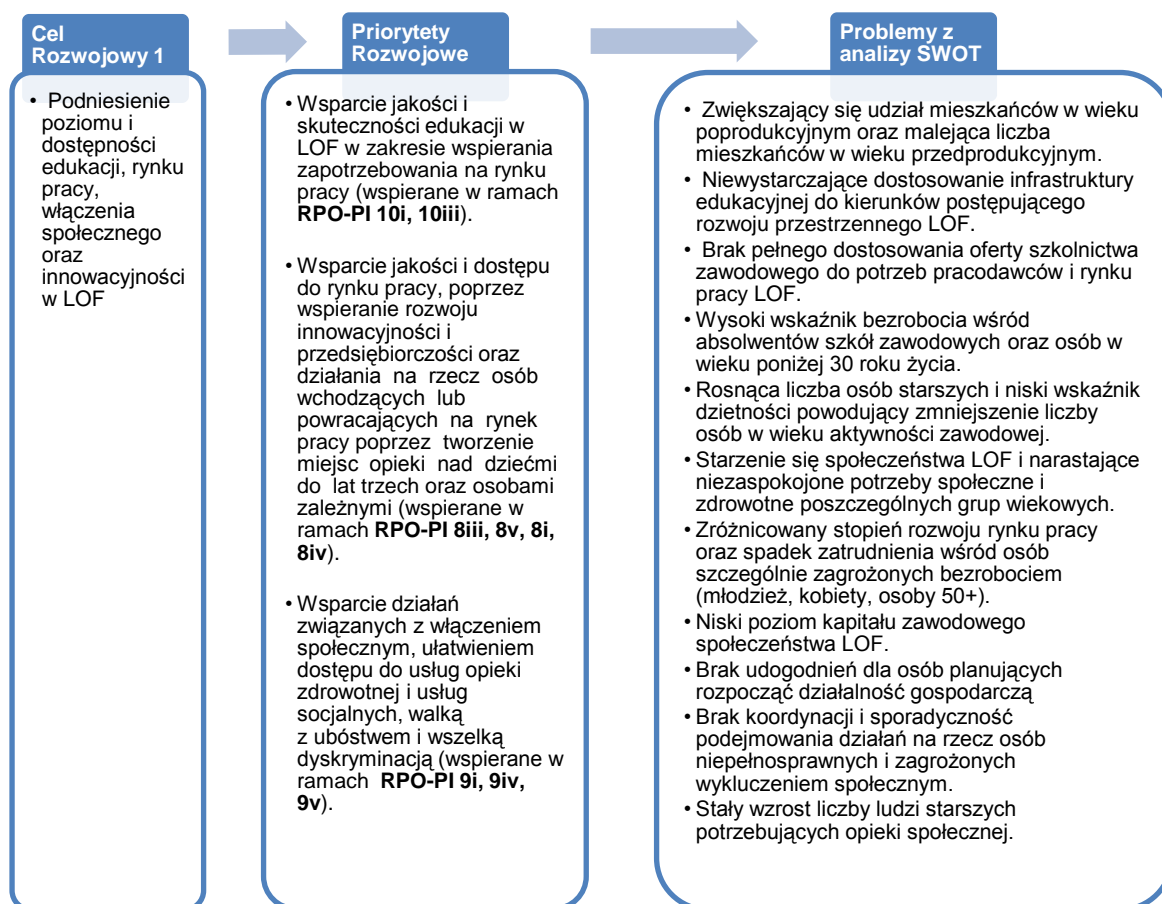 Cel
Rozwojowy 1
• Podniesienie
poziomu i
dostępności
edukacji, rynku
pracy,
włączenia
społecznego
oraz
innowacyjności
w LOF
Priorytety
Rozwojowe
• Wsparcie jakości i
skuteczności edukacji w
LOF w zakresie wspierania
zapotrzebowania na rynku
pracy (wspierane w ramach
RPO-PI 10i, 10iii).
• Wsparcie jakości i dostępu
do rynku pracy, poprzez
wspieranie rozwoju
innowacyjności i
przedsiębiorczości oraz
działania na rzecz osób
wchodzących lub
powracających na rynek
pracy poprzez tworzenie
miejsc opieki nad dziećmi
do lat trzech oraz osobami
zależnymi (wspierane w
ramach RPO-PI 8iii, 8v, 8i,
8iv).
• Wsparcie działań
związanych z włączeniem
społecznym, ułatwieniem
dostępu do usług opieki
zdrowotnej i usług
socjalnych, walką
z ubóstwem i wszelką
dyskryminacją (wspierane w
ramach RPO-PI 9i, 9iv,
9v).
Problemy z
analizy SWOT
• Zwiększający się udział mieszkańców w wieku
poprodukcyjnym oraz malejąca liczba
mieszkańców w wieku przedprodukcyjnym.
• Niewystarczające dostosowanie infrastruktury
edukacyjnej do kierunków postępującego
rozwoju przestrzennego LOF.
• Brak pełnego dostosowania oferty szkolnictwa
zawodowego do potrzeb pracodawców i rynku
pracy LOF.
• Wysoki wskaźnik bezrobocia wśród
absolwentów szkół zawodowych oraz osób w
wieku poniżej 30 roku życia.
• Rosnąca liczba osób starszych i niski wskaźnik
dzietności powodujący zmniejszenie liczby
osób w wieku aktywności zawodowej.
• Starzenie się społeczeństwa LOF i narastające
niezaspokojone potrzeby społeczne i
zdrowotne poszczególnych grup wiekowych.
• Zróżnicowany stopień rozwoju rynku pracy
oraz spadek zatrudnienia wśród osób
szczególnie zagrożonych bezrobociem
(młodzież, kobiety, osoby 50+).
• Niski poziom kapitału zawodowego
społeczeństwa LOF.
• Brak udogodnień dla osób planujących
rozpocząć działalność gospodarczą
• Brak koordynacji i sporadyczność
podejmowania działań na rzecz osób
niepełnosprawnych i zagrożonych
wykluczeniem społecznym.
• Stały wzrost liczby ludzi starszych
potrzebujących opieki społecznej.